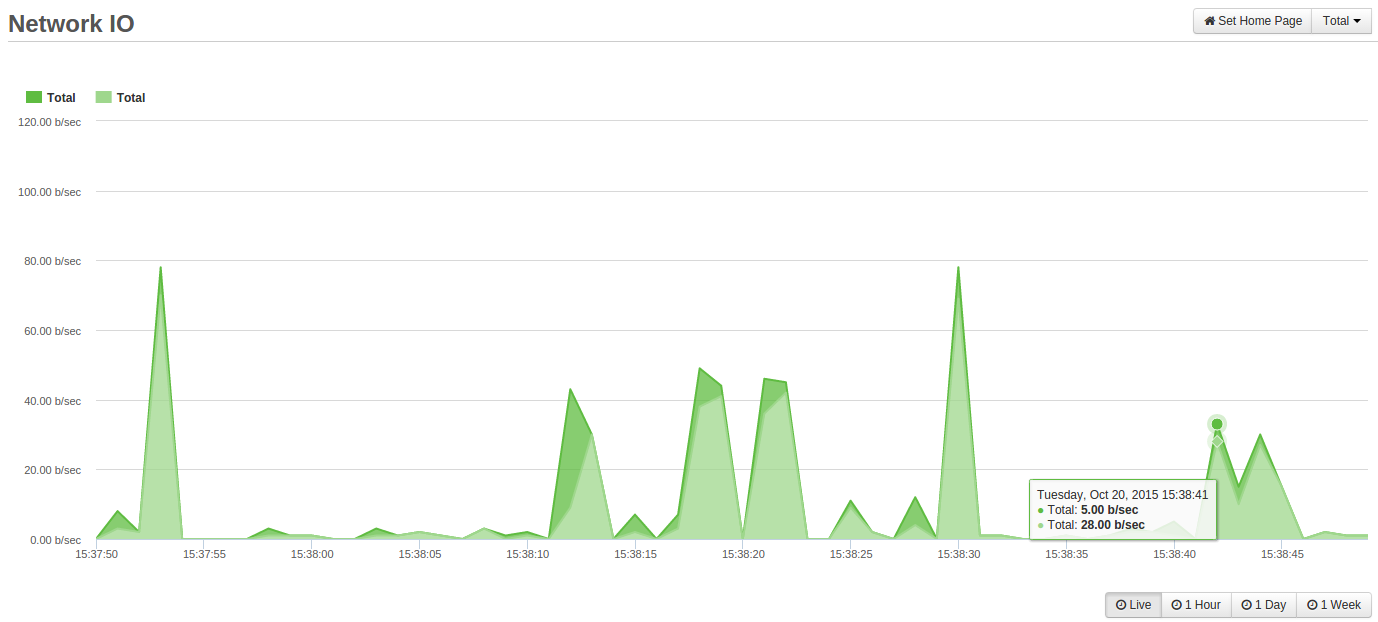 Network IO
Set Home Page
Total
Total Total
120.00 b/sec
100.00 b/sec
80.00 b/sec
60.00 b/sec
40.00 b/sec
20.00 b/sec
0.00 b/sec
Tuesday, Oct 20, 2015 15:38:41
Total: 5.00 b/sec
Total: 28.00 b/sec
15:37:50 15:37:55 15:38:00 15:38:05 15:38:10 15:38:15 15:38:20 15:38:25 15:38:30 15:38:35 15:38:40 15:38:45
Live 1 Hour 1 Day 1 Week